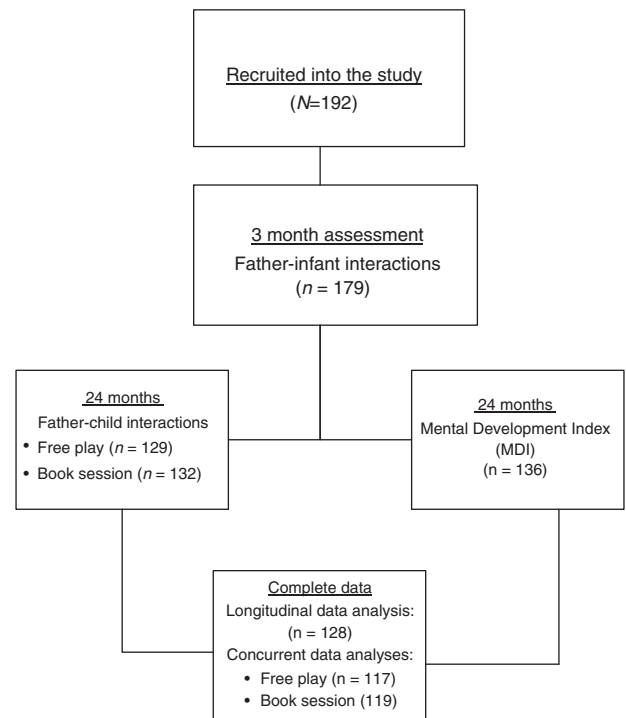 Recruited into the study
(N=192)
3 month assessment
Father-infant interactions
(n = 179)
24 months
Father-child interactions
• Free play (n = 129)
• Book session (n = 132)
24 months
Mental Development Index
(MDI)
(n = 136)
Complete data
Longitudinal data analysis:
(n = 128)
Concurrent data analyses:
• Free play (n = 117)
• Book session (119)